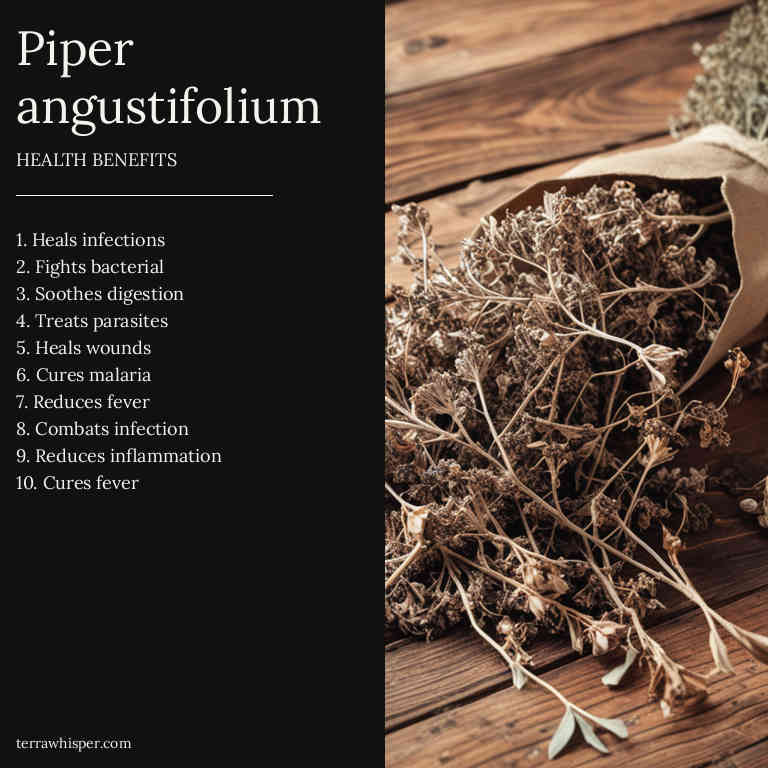 Piper
angustifolium
HEALTH BENEFITS
1. Heals infections
2. Fights bacterial
3. Soothes digestion
4. Treats parasites
5. Heals wounds
6. Cures malaria
7. Reduces fever
8. Combats infection
9. Reduces inflammation
10. Cures fever
terrawhisper.com